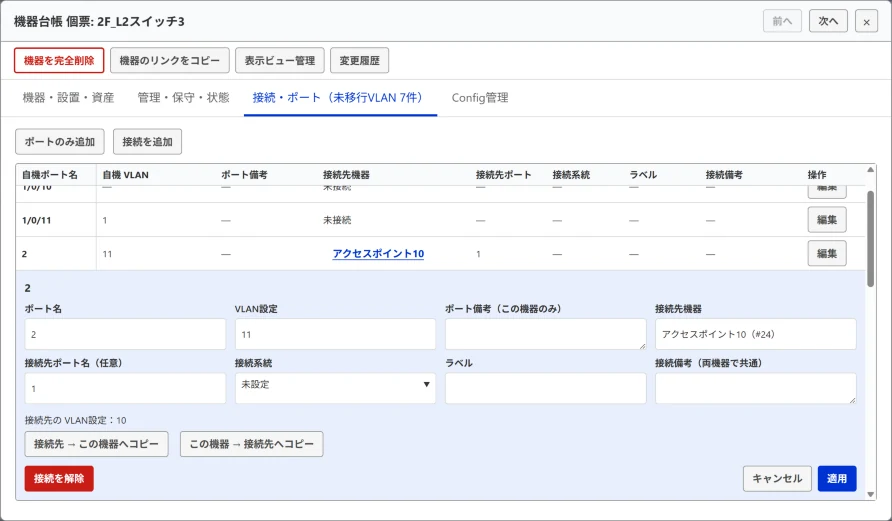 機器台帳 個票: 2F_L2スイッチ3 前へ 次へ ×
機器を完全削除 機器のリンクをコピー 表示ビュー管理 変更履歴
機器・設置・資産 管理・保守・状態 接続・ポート（未移行VLAN 7件） Config管理
ポートのみ追加 接続を追加
自機ポート名 自機 VLAN ポート備考 接続先機器 接続先ポート 接続系統 ラベル 接続備考 操作
1/0/10 — — 未接続 — — — — 編集
1/0/11 1 — 未接続 — — — — 編集
2 11 — アクセスポイント10 1 — — — 編集
2
ポート名 VLAN設定 ポート備考（この機器のみ） 接続先機器
2 11 アクセスポイント10（#24）
接続先ポート名（任意） 接続系統 ラベル 接続備考（両機器で共通）
1 未設定
接続先の VLAN設定：10
接続先 → この機器へコピー この機器 → 接続先へコピー
接続を解除 キャンセル 適用